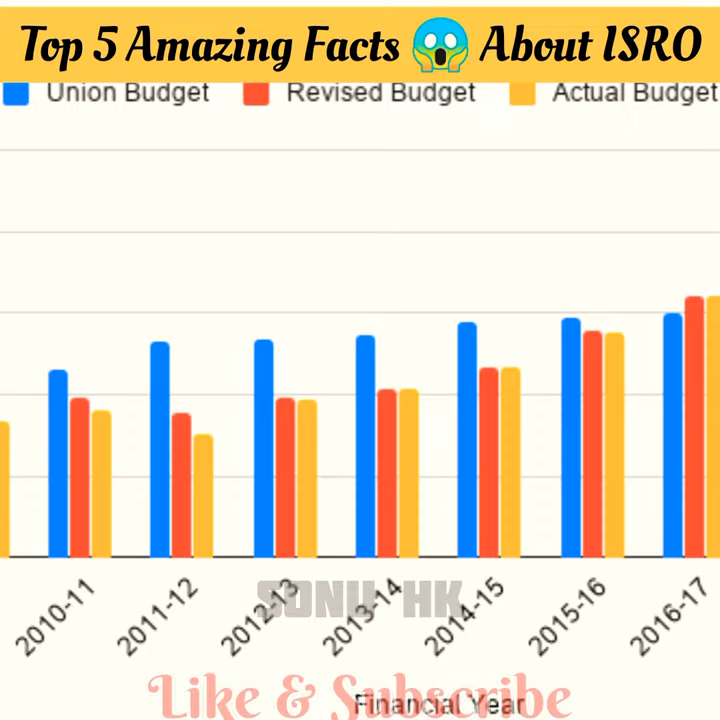 Top 5 Amazing Facts 😱 About ISRO
Union Budget Revised Budget Actual Budget
2010-11 2011-12 2012-13 2013-14 2014-15 2015-16 2016-17
SONU HK
Like & Subscribe
Financial Year